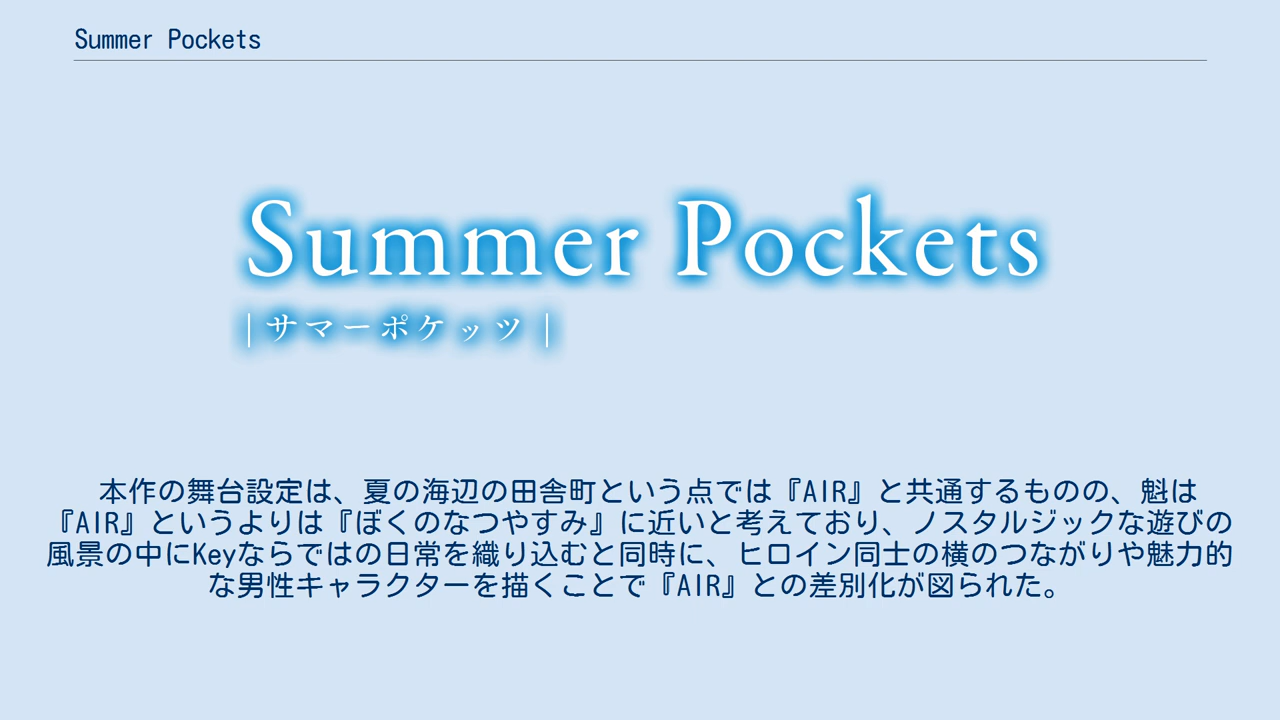 Summer Pockets
Summer Pockets
|サマーポケッツ|
本作の舞台設定は、夏の海辺の田舎町という点では『AIR』と共通するものの、魁は
『AIR』というよりは『ぼくのなつやすみ』に近いと考えており、ノスタルジックな遊びの
風景の中にKeyならではの日常を織り込むと同時に、ヒロイン同士の横のつながりや魅力的
な男性キャラクターを描くことで『AIR』との差別化が図られた。